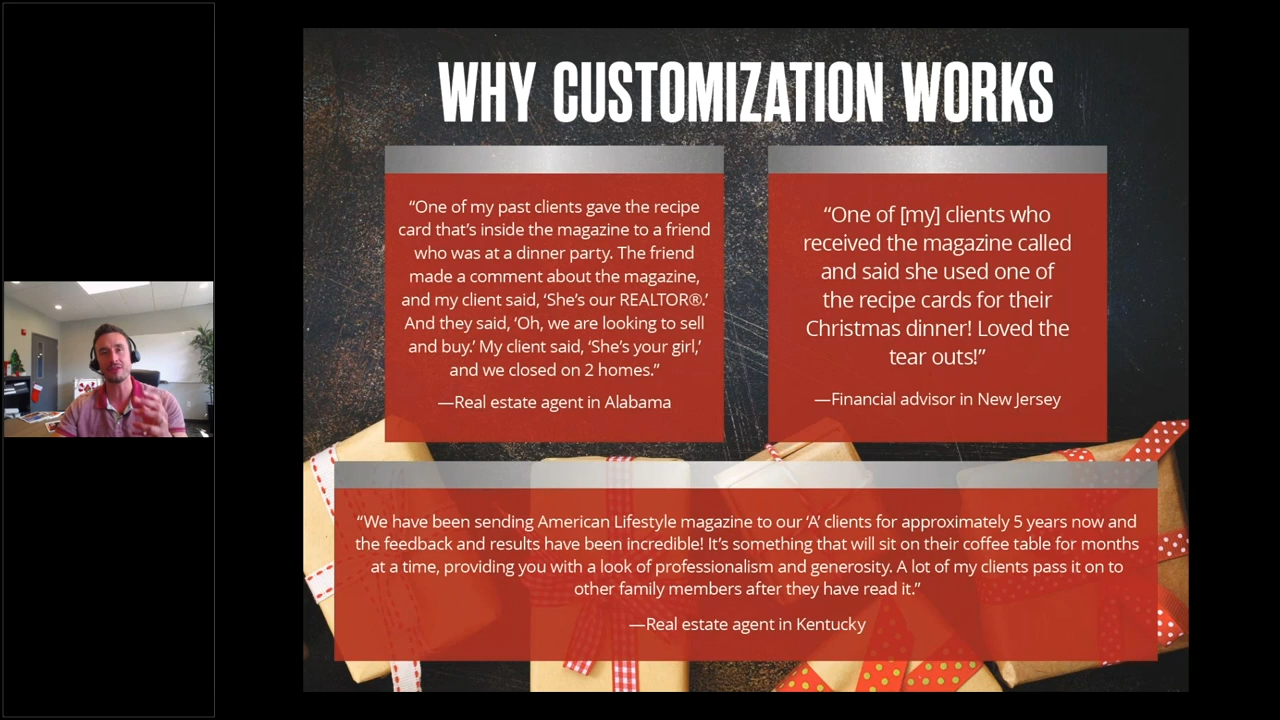 WHY CUSTOMIZATION WORKS
“One of my past clients gave the recipe
card that’s inside the magazine to a friend
who was at a dinner party. The friend
made a comment about the magazine,
and my client said, ‘She’s our REALTOR®.’
And they said, ‘Oh, we are looking to sell
and buy.’ My client said, ‘She’s your girl,’
and we closed on 2 homes.”
—Real estate agent in Alabama
“One of [my] clients who
received the magazine called
and said she used one of
the recipe cards for their
Christmas dinner! Loved the
tear outs!”
—Financial advisor in New Jersey
“We have been sending American Lifestyle magazine to our ‘A’ clients for approximately 5 years now and
the feedback and results have been incredible! It’s something that will sit on their coffee table for months
at a time, providing you with a look of professionalism and generosity. A lot of my clients pass it on to
other family members after they have read it.”
—Real estate agent in Kentucky